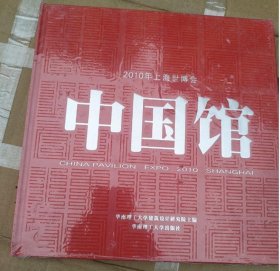 2010年上海世博会
中国馆
CHINA PAVILION EXPO 2010 SHANGHAI
华南理工大学建筑设计研究院主编
华南理工大学出版社